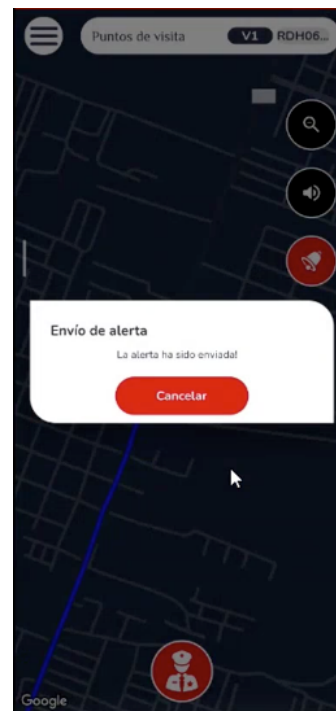 Puntos de visita V1 RDH06...
Envío de alerta
La alerta ha sido enviada!
Cancelar
Google